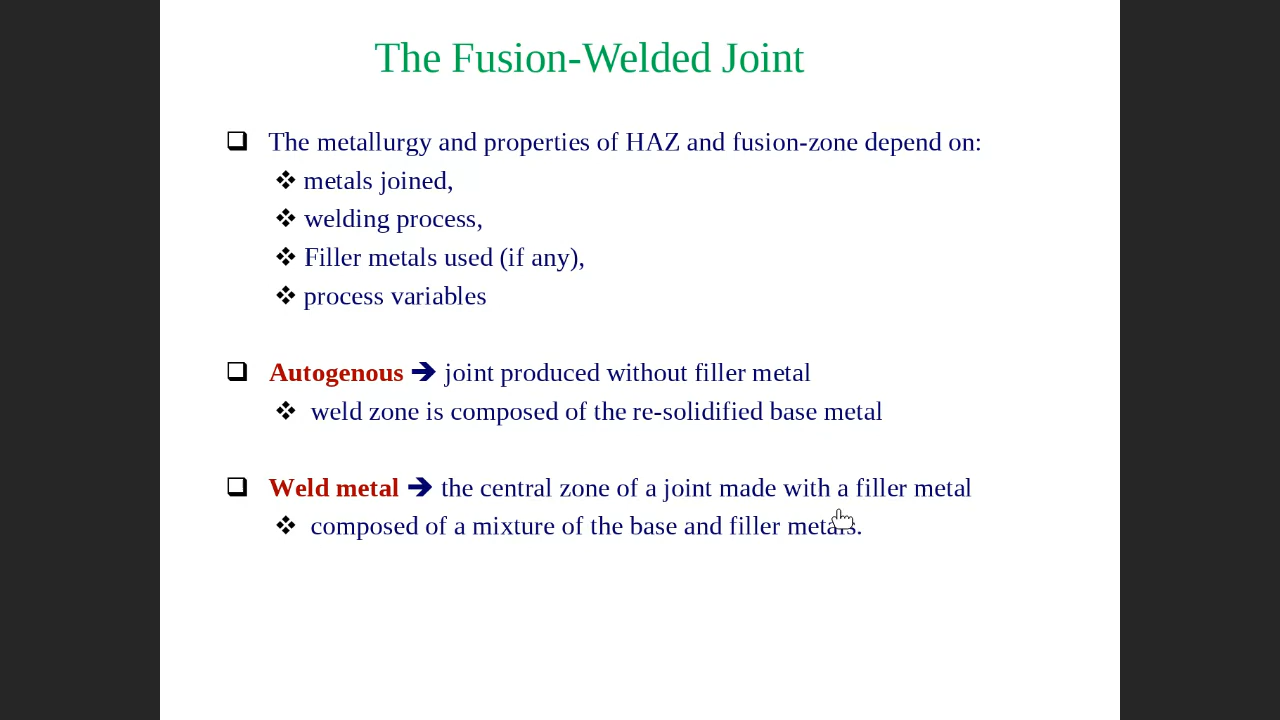 The Fusion-Welded Joint
The metallurgy and properties of HAZ and fusion-zone depend on:
metals joined,
welding process,
Filler metals used (if any),
process variables
Autogenous → joint produced without filler metal
weld zone is composed of the re-solidified base metal
Weld metal → the central zone of a joint made with a filler metal
composed of a mixture of the base and filler metals.